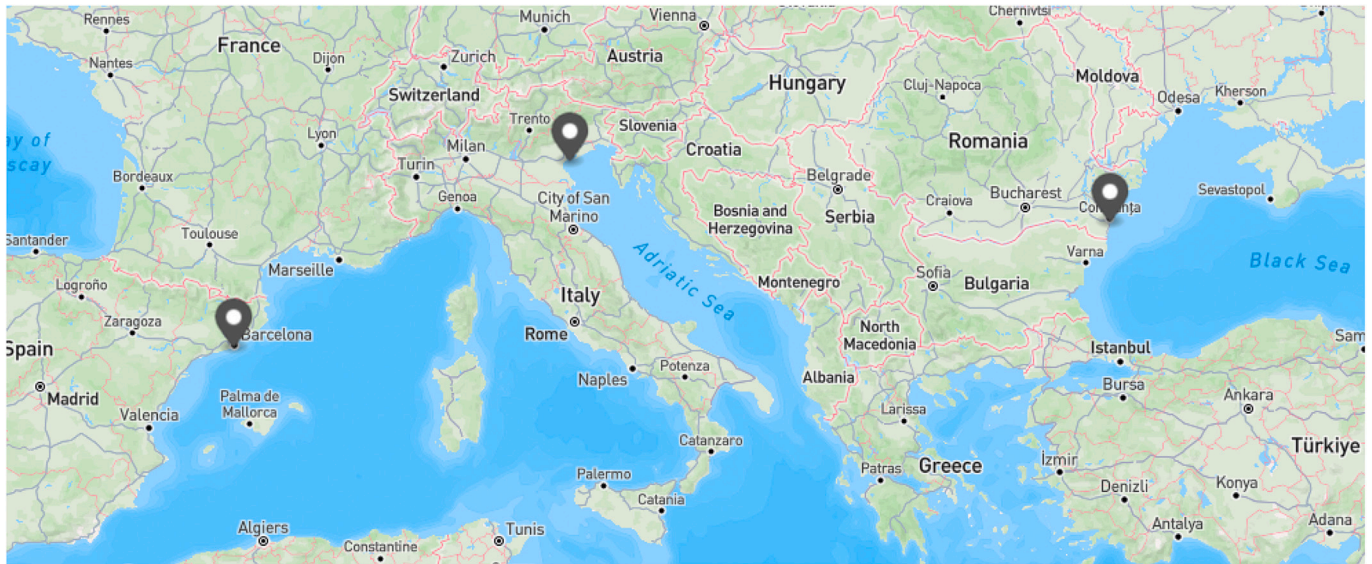 Rennes
Nantes
France
Dijon
Munich
Zurich
Switzerland
Vienna
Austria
Hungary
Chernivtsi
Moldova
Cluj-Napoca
Odesa
Kherson
Romania
Lyon
Bordeaux
Trento
Milan
Turin
Genoa
Slovenia
Croatia
Belgrade
Bosnia and
Herzegovina
Serbia
Craiova
Bucharest
Sevastopol
City of San
Marino
Santander
Toulouse
Marseille
Logroño
Zaragoza
Barcelona
Spain
Madrid
Valencia
Palma de
Mallorca
Italy
Rome
Naples
Potenza
Adriatic Sea
Montenegro
North
Macedonia
Albania
Sofia
Bulgaria
Varna
Black Sea
Istanbul
Bursa
Ankara
Türkiye
Larissa
Greece
Patras
İzmir
Denizli
Konya
Antalya
Adana
Catanzaro
Palermo
Catania
Algiers
Constantine
Tunis